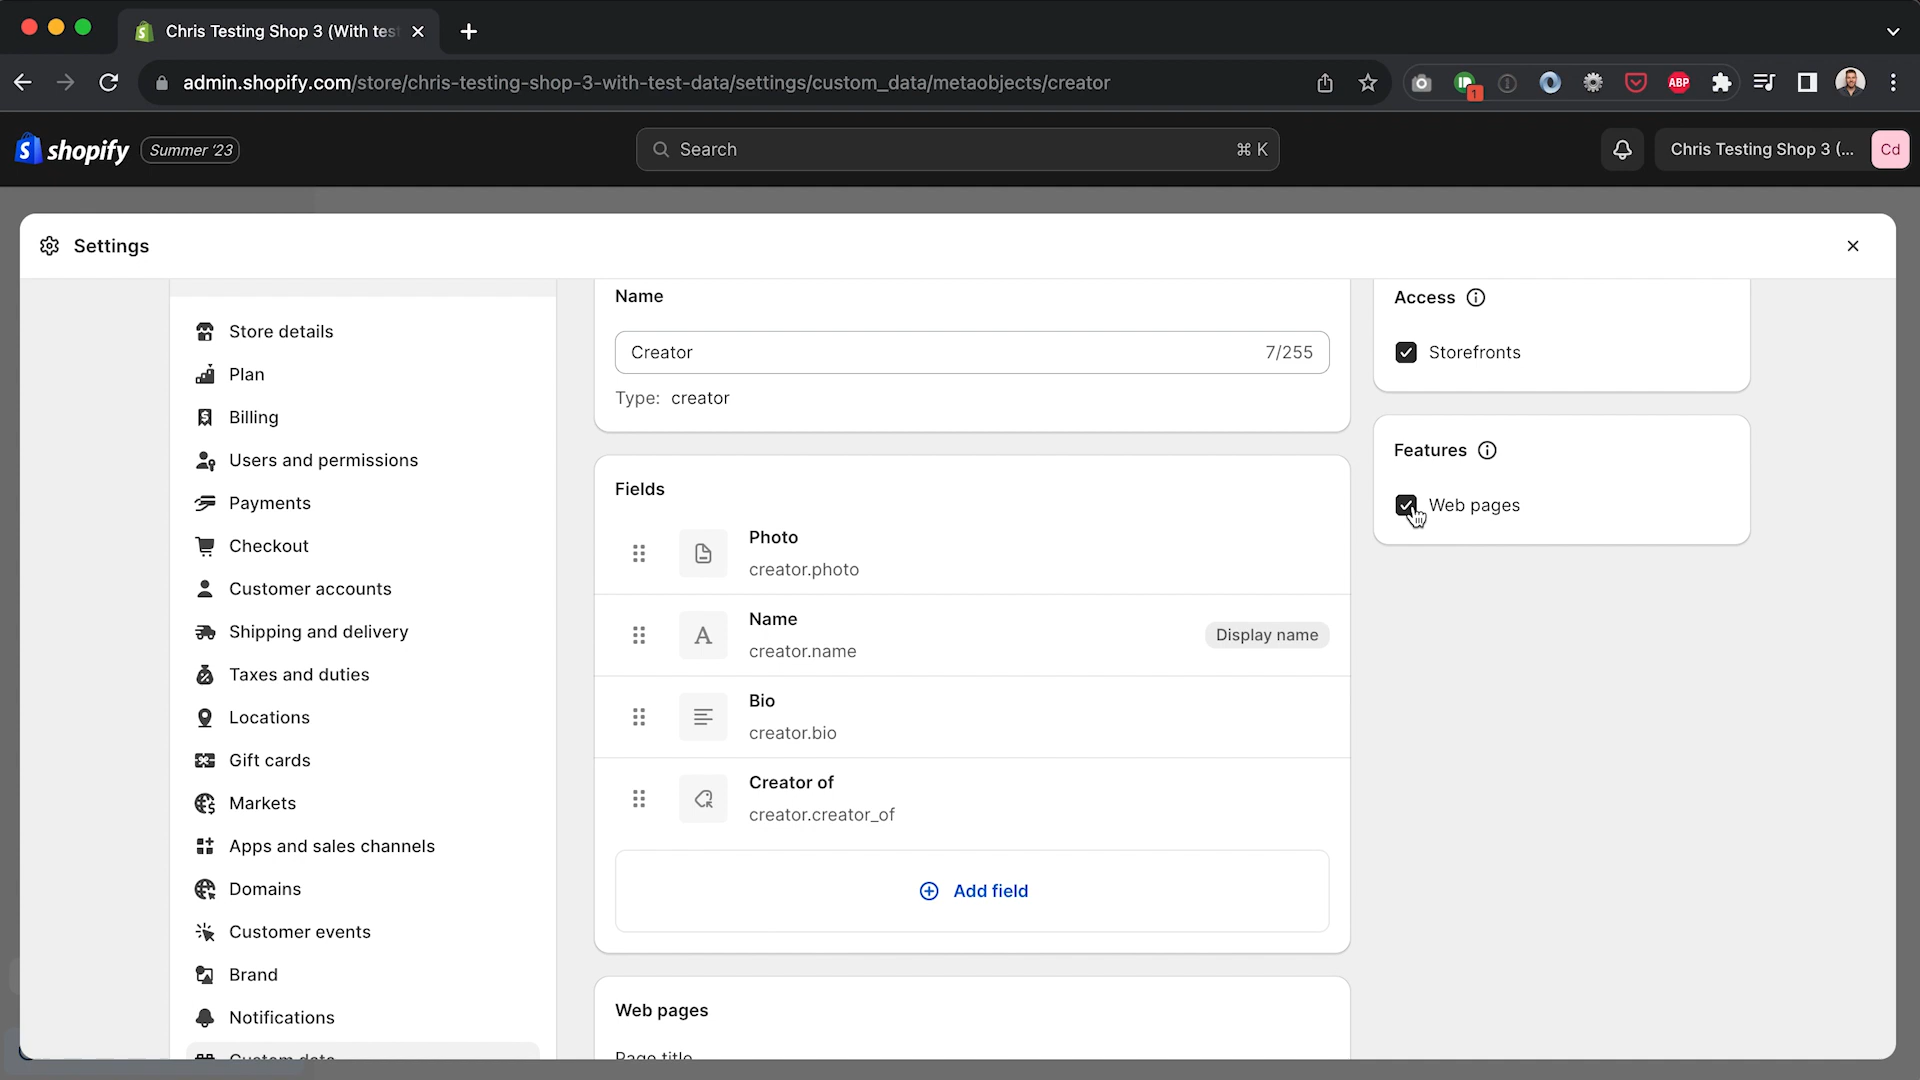 Chris Testing Shop 3 (With tes
admin.shopify.com/store/chris-testing-shop-3-with-test-data/settings/custom_data/metaobjects/creator
1
ABP
shopify
Summer '23
Search
⌘ K
Chris Testing Shop 3 (...
Cd
Settings
Store details
Plan
Billing
Users and permissions
Payments
Checkout
Customer accounts
Shipping and delivery
Taxes and duties
Locations
Gift cards
Markets
Apps and sales channels
Domains
Customer events
Brand
Notifications
Custom data
Name
Creator
7/255
Type: creator
Fields
Photo
creator.photo
Name
creator.name
Display name
Bio
creator.bio
Creator of
creator.creator_of
Add field
Web pages
Page title
Access
Storefronts
Features
Web pages